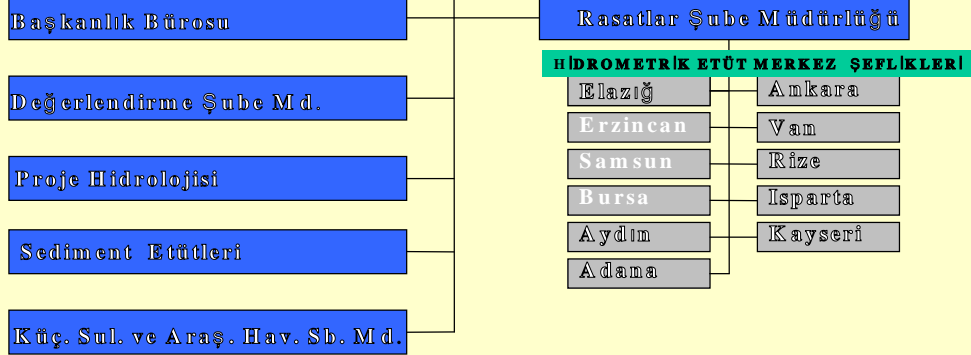 Başkanlık Bürosu
Rasatlar Şube Müdürlüğü
HİDROMETRİK ETÜT MERKEZ ŞEFLİKLERİ
Elazığ
Ankara
Değerlendirme Şube Md.
Erzincan
Van
Samsun
Rize
Proje Hidrolojisi
Bursa
Isparta
Aydın
Kayseri
Sediment Etütleri
Adana
Küç. Sul. ve Araş. Hav. Sb. Md.